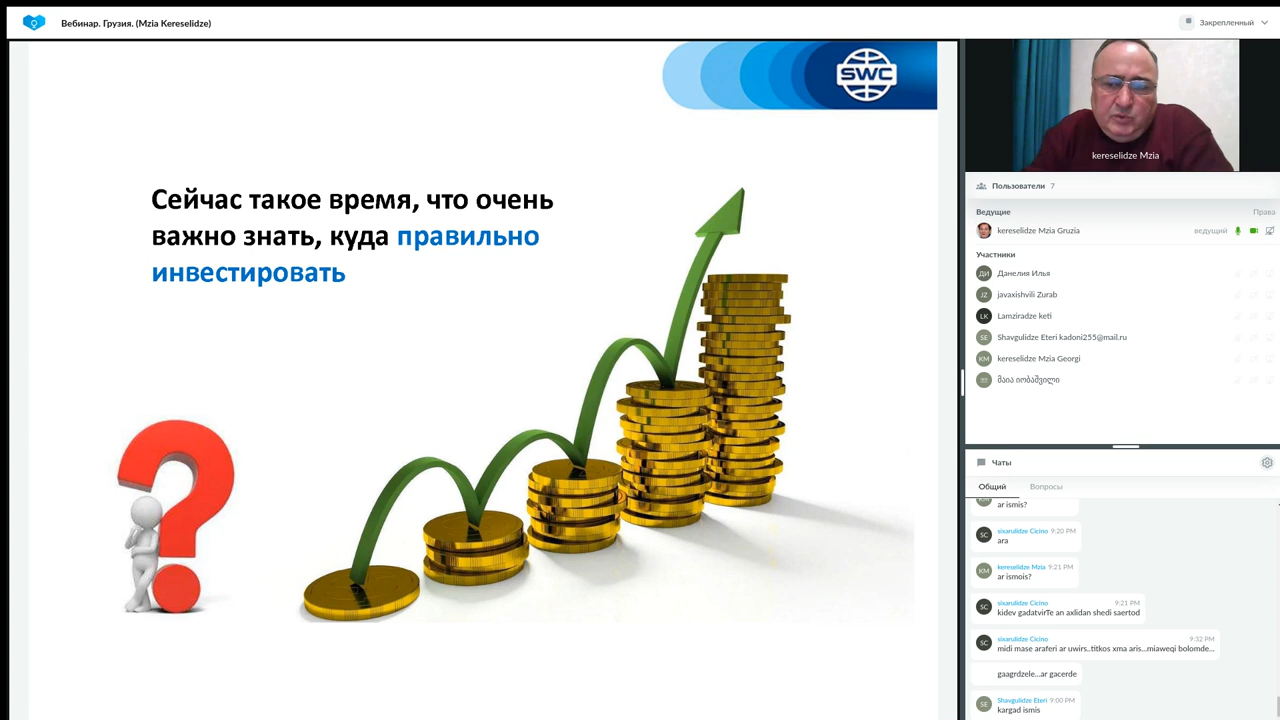 Вебинар. Грузия. (Mzia Kereselidze)
Закрепленный
SWC
Сейчас такое время, что очень
важно знать, куда правильно
инвестировать
kereselidze Mzia
Пользователи 7
Ведущие Права
kereselidze Mzia Gruzia ведущий
Участники
ДИ Данелия Илья
JZ javaxishvili Zurab
LK Lamziradze keti
SE Shavgulidze Eteri kadoni255@mail.ru
KM kereselidze Mzia Georgi
მაია იობაშვილი
Чаты
Общий Вопросы
ar ismis?
SC sixarulidze Cicino 9:20 PM
ara
KM kereselidze Mzia 9:21 PM
ar ismois?
SC sixarulidze Cicino 9:21 PM
kidev gadatvirTe an axlidan shedi saertod
SC sixarulidze Cicino 9:32 PM
midi mase araferi ar uwirs..titkos xma aris...miaweqi bolomde...
gaagrdzele...ar gacerde
SE Shavgulidze Eteri 9:00 PM
kargad ismis